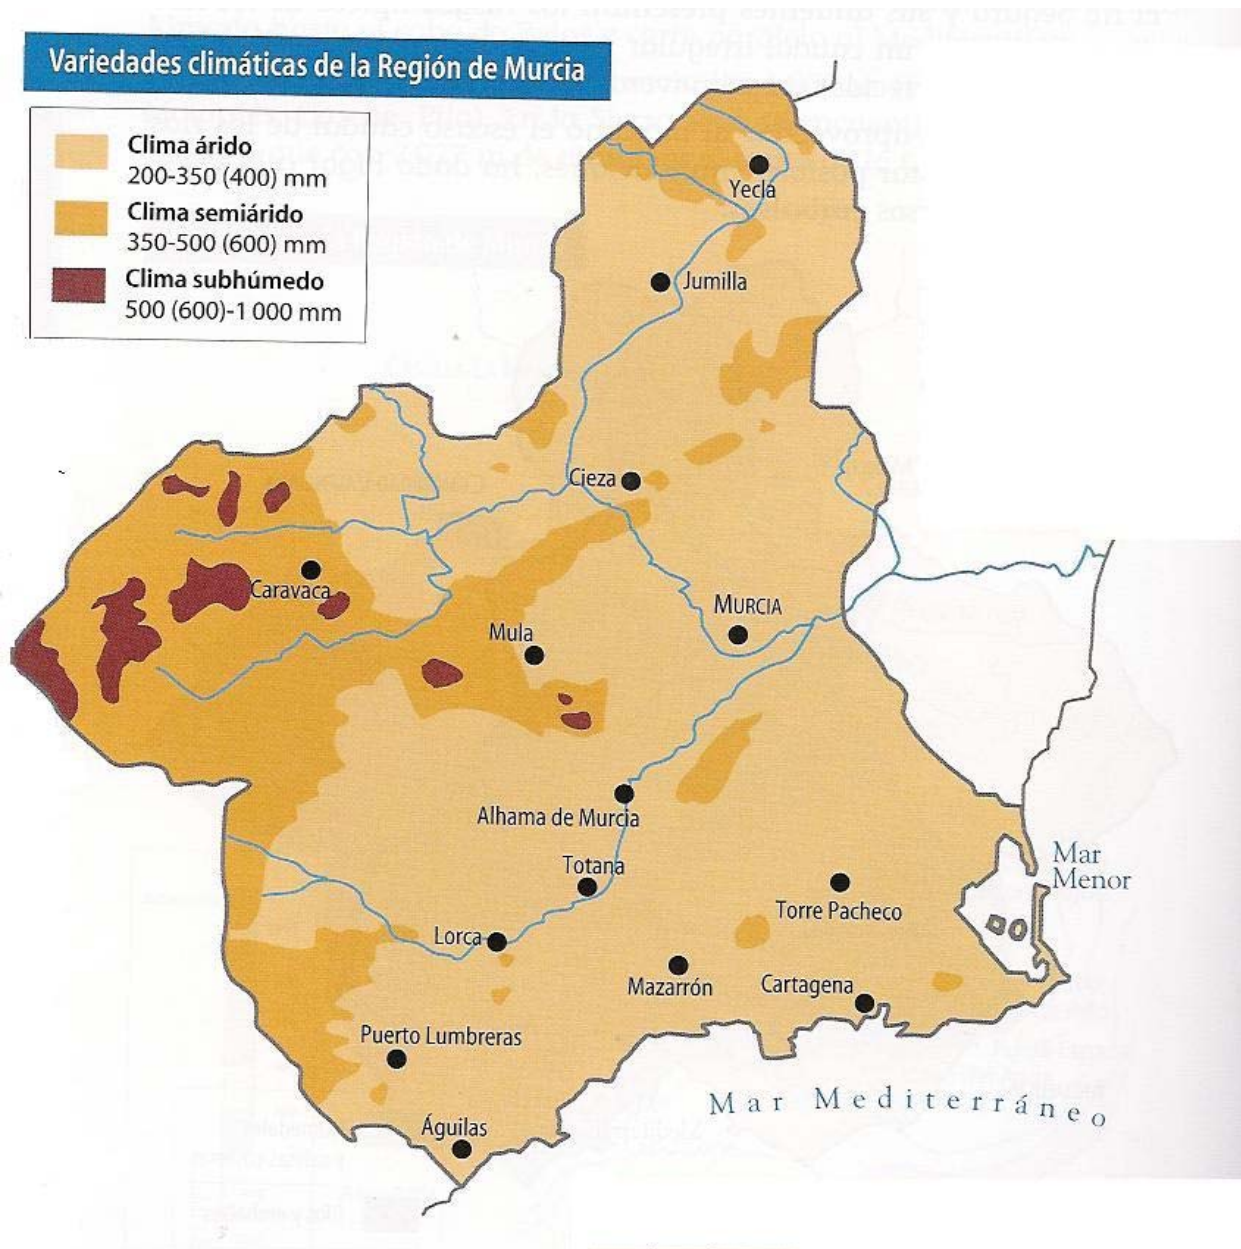 Variedades climáticas de la Región de Murcia
Clima árido
200-350 (400) mm
Clima semiárido
350-500 (600) mm
Clima subhúmedo
500 (600)-1 000 mm
Yecla
Jumilla
Cieza
Caravaca
MURCIA
Mula
Alhama de Murcia
Totana
Mar
Menor
Torre Pacheco
Lorca
Mazarrón
Cartagena
Puerto Lumbreras
Mar Mediterráneo
Águilas